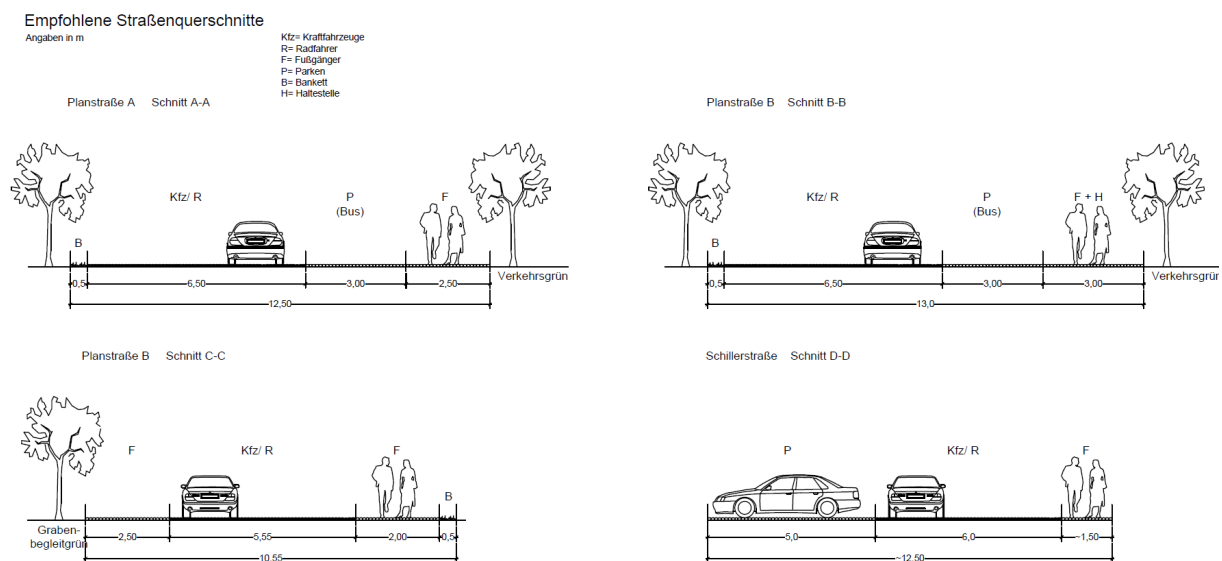 Empfohlene Straßenquerschnitte
Angaben in m
Kfz= Kraftfahrzeuge
R= Radfahrer
F= Fußgänger
P= Parken
B= Bankett
H= Haltestelle
Planstraße A Schnitt A-A
Kfz/ R
P
(Bus)
F
B
Verkehrsgrün
0,5
6,50
3,00
2,50
12,50
Planstraße B Schnitt B-B
Kfz/ R
P
(Bus)
F + H
B
Verkehrsgrün
0,5
6,50
3,00
3,00
13,0
Planstraße B Schnitt C-C
F
Kfz/ R
F
B
Graben-
begleitgrün
2,50
5,55
2,00
0,5
10,55
Schillerstraße Schnitt D-D
P
Kfz/ R
F
5,0
6,0
~1,50
~12,50